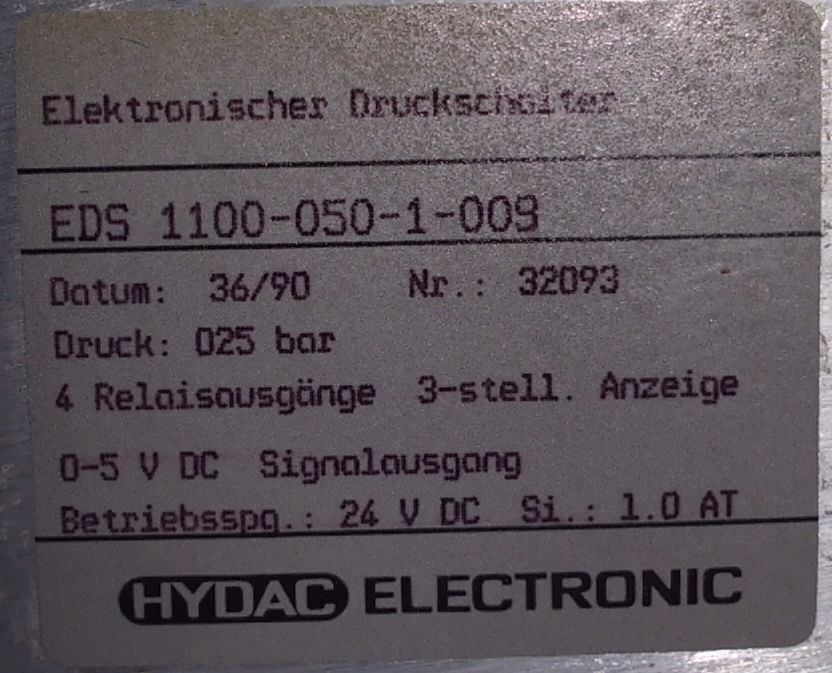 Elektronischer Druckschalter
EDS 1100-050-1-009
Datum: 36/90 Nr.: 32093
Druck: 025 bar
4 Relaisausgänge 3-stell. Anzeige
0-5 V DC Signalausgang
Betriebsspg.: 24 V DC Si.: 1.0 AT
HYDAC ELECTRONIC